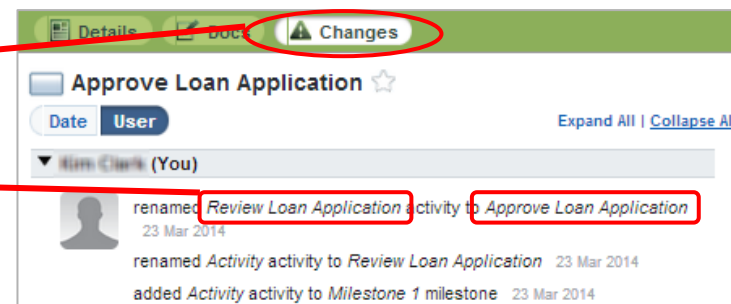 Details Docs Changes
Approve Loan Application
Date User Expand All | Collapse Al
(You)
renamed Review Loan Application activity to Approve Loan Application
23 Mar 2014
renamed Activity activity to Review Loan Application 23 Mar 2014
added Activity activity to Milestone 1 milestone 23 Mar 2014